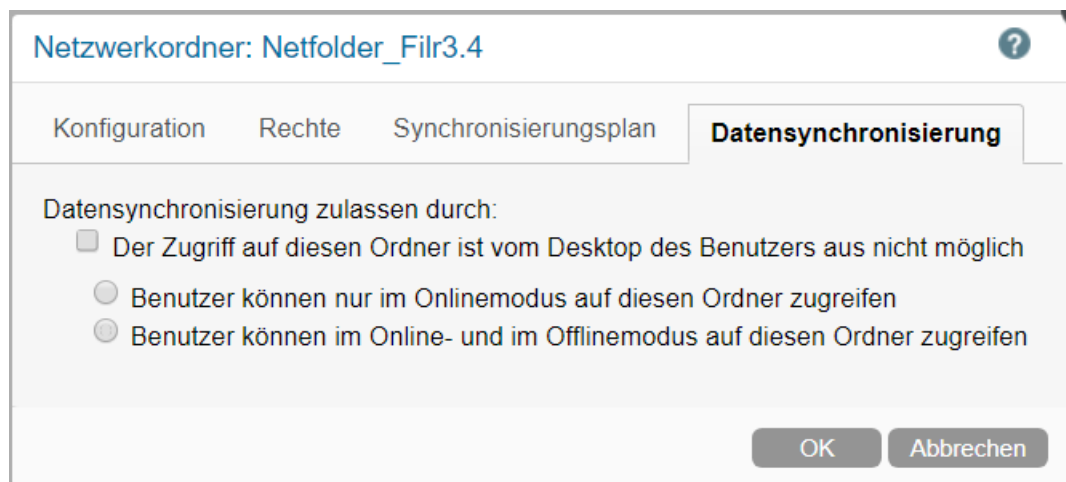 Netzwerkordner: Netfolder_Filr3.4 ?
Konfiguration Rechte Synchronisierungsplan Datensynchronisierung
Datensynchronisierung zulassen durch:
Der Zugriff auf diesen Ordner ist vom Desktop des Benutzers aus nicht möglich
Benutzer können nur im Onlinemodus auf diesen Ordner zugreifen
Benutzer können im Online- und im Offlinemodus auf diesen Ordner zugreifen
OK Abbrechen